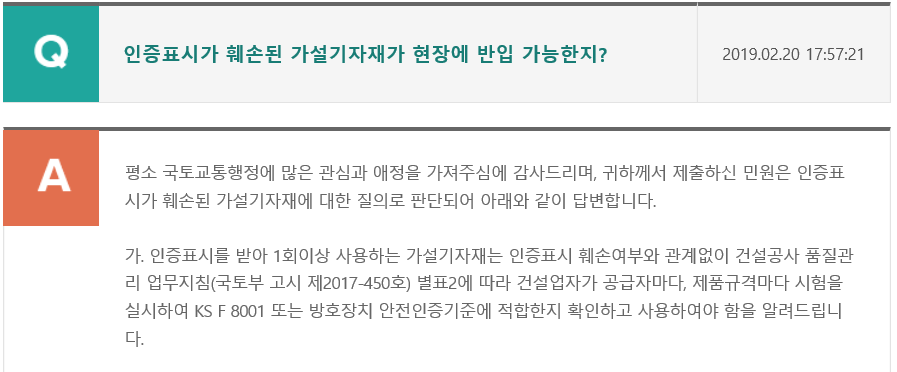 Q
인증표시가 훼손된 가설기자재가 현장에 반입 가능한지?
2019.02.20 17:57:21
A
평소 국토교통행정에 많은 관심과 애정을 가져주심에 감사드리며, 귀하께서 제출하신 민원은 인증표
시가 훼손된 가설기자재에 대한 질의로 판단되어 아래와 같이 답변합니다.
가. 인증표시를 받아 1회이상 사용하는 가설기자재는 인증표시 훼손여부와 관계없이 건설공사 품질관
리 업무지침(국토부 고시 제2017-450호) 별표2에 따라 건설업자가 공급자마다, 제품규격마다 시험을
실시하여 KS F 8001 또는 방호장치 안전인증기준에 적합한지 확인하고 사용하여야 함을 알려드립니
다.